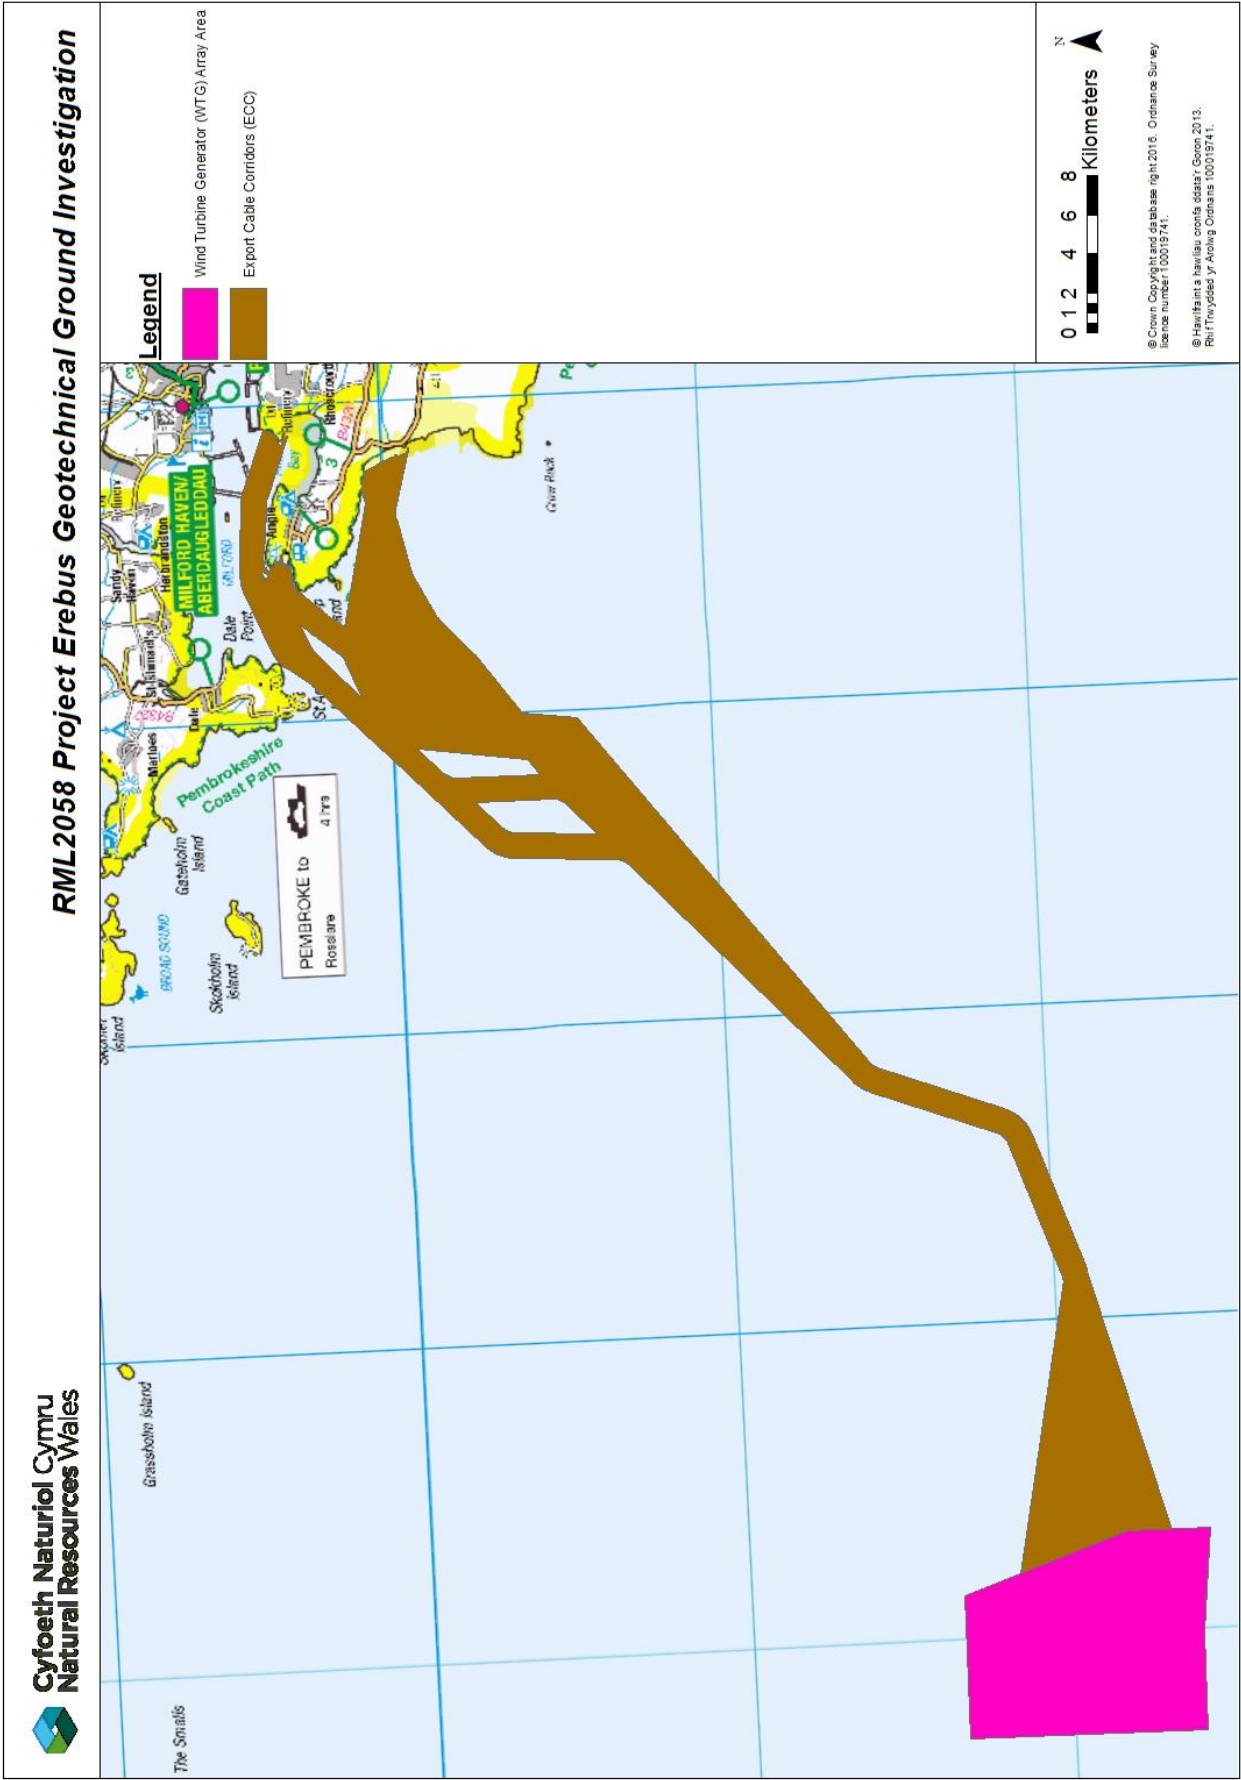 Cyfoeth Naturiol Cymru
Natural Resources Wales
RML2058 Project Erebus Geotechnical Ground Investigation
Legend
Wind Turbine Generator (WTG) Array Area
Export Cable Corridors (ECC)
The Smalls
Grassholm Island
Island
BROAD SOUND
Skokholm
Island
Gateholm
Island
Marloes
Pembrokeshire
Coast Path
PEMBROKE to
Rosslare
4 hrs
Dale
St Ishmael's
Sandy
Haven
Herbrandston
Refinery
MILFORD HAVEN/
ABERDAUGLEDDAU
MILFORD
Dale
Point
Angle
Bay
Refinery
3
Crow Rock
N
0 1 2 4 6 8
Kilometers
© Crown Copyright and database right 2016. Ordnance Survey
licence number 100019741.
© Hawlfraint a hawliau cronfa ddata'r Goron 2013.
Rhif Trwydded yr Arolwg Ordnans 100019741.